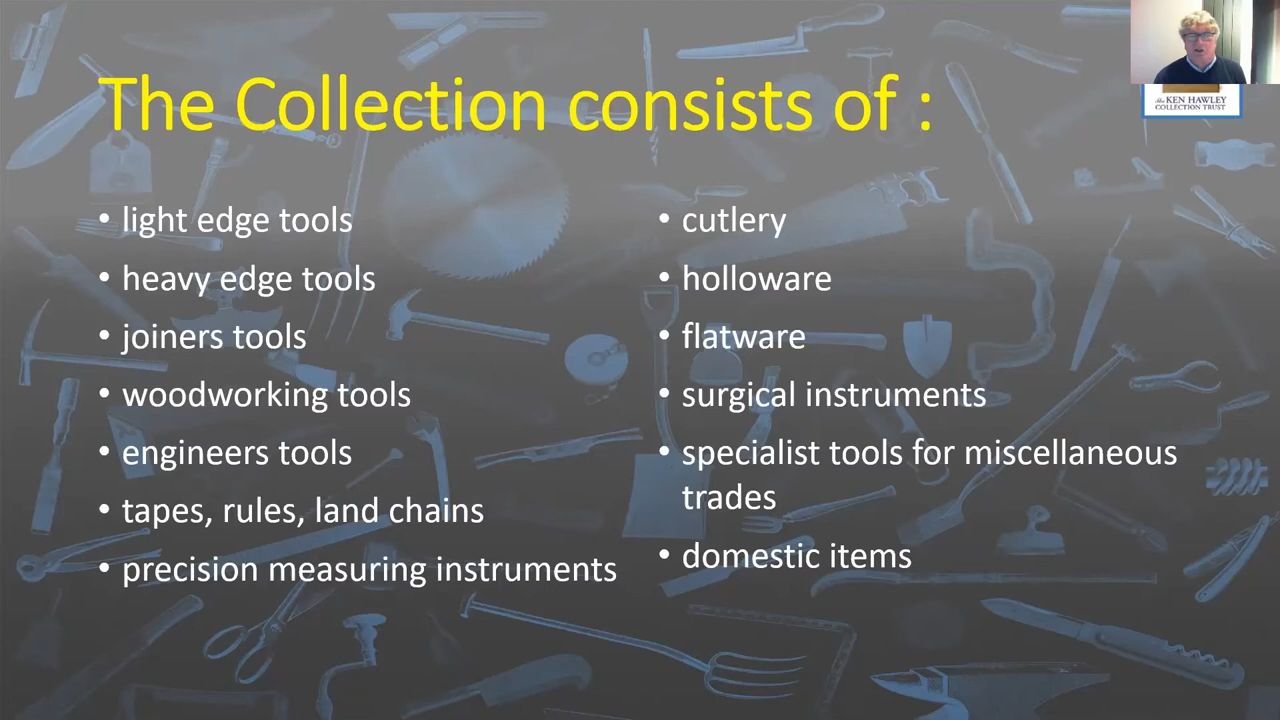 The Collection consists of :
the KEN HAWLEY
COLLECTION TRUST
• light edge tools
• heavy edge tools
• joiners tools
• woodworking tools
• engineers tools
• tapes, rules, land chains
• precision measuring instruments
• cutlery
• holloware
• flatware
• surgical instruments
• specialist tools for miscellaneous
trades
• domestic items